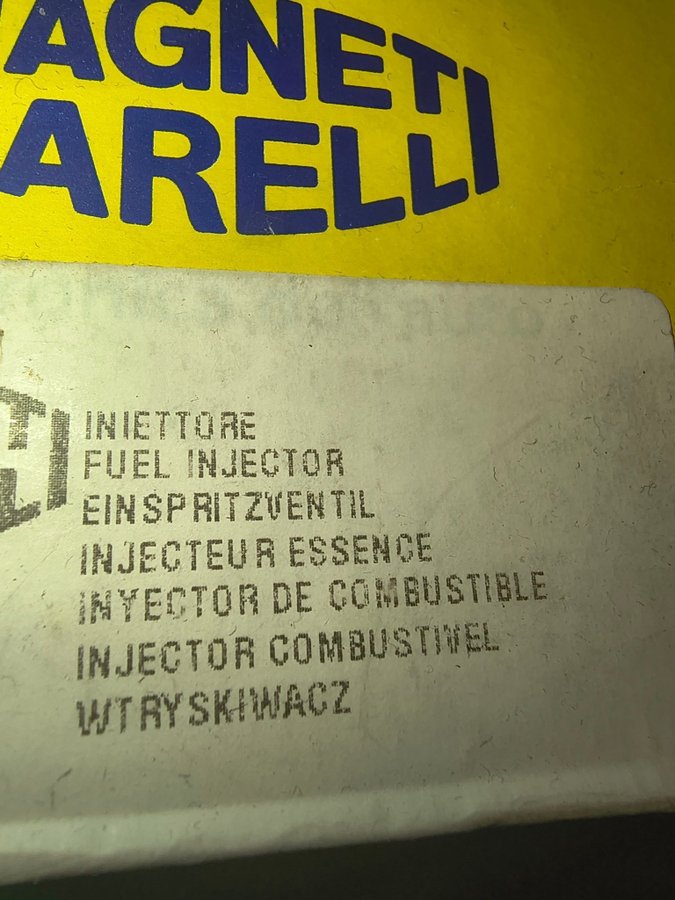 AGNETI
ARELLI
INIETTORE
FUEL INJECTOR
EINSPRITZVENTIL
INJECTEUR ESSENCE
INYECTOR DE COMBUSTIBLE
INJECTOR COMBUSTIVEL
WTRYSKIWACZ